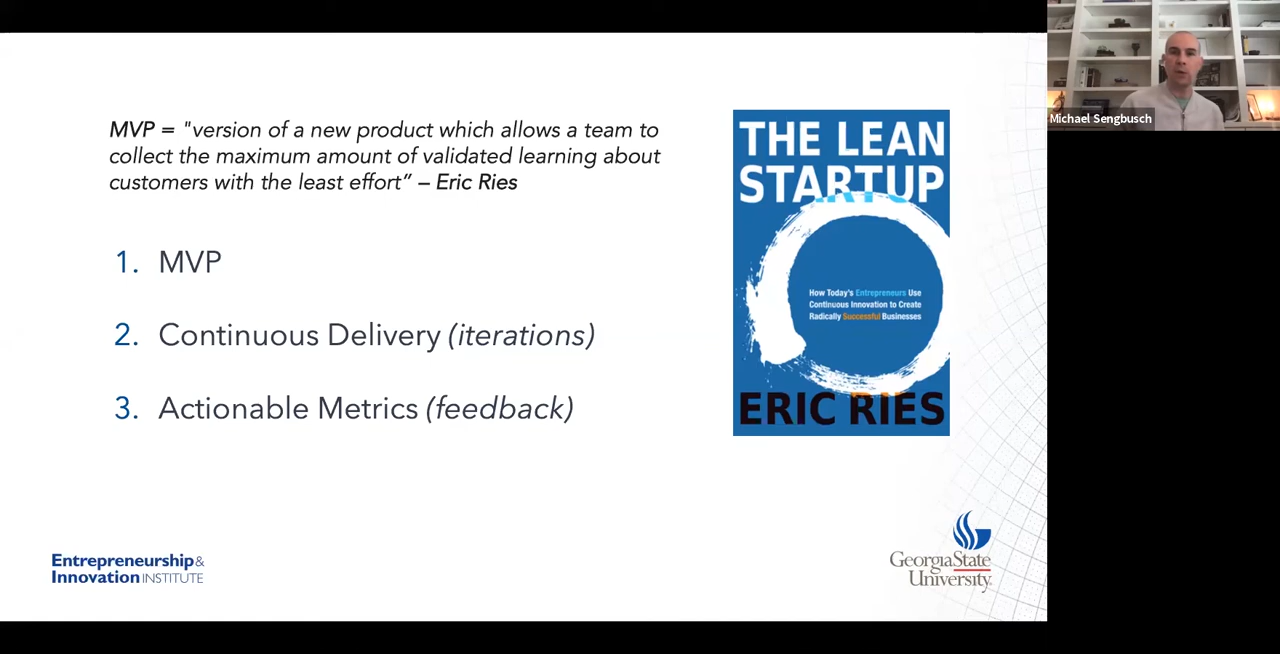 MVP = "version of a new product which allows a team to
collect the maximum amount of validated learning about
customers with the least effort” – Eric Ries
1. MVP
2. Continuous Delivery (iterations)
3. Actionable Metrics (feedback)
THE LEAN
STARTUP
How Today's Entrepreneurs Use
Continuous Innovation to Create
Radically Successful Businesses
ERIC RIES
Entrepreneurship&
Innovation INSTITUTE
GeorgiaState
University
Michael Sengbusch